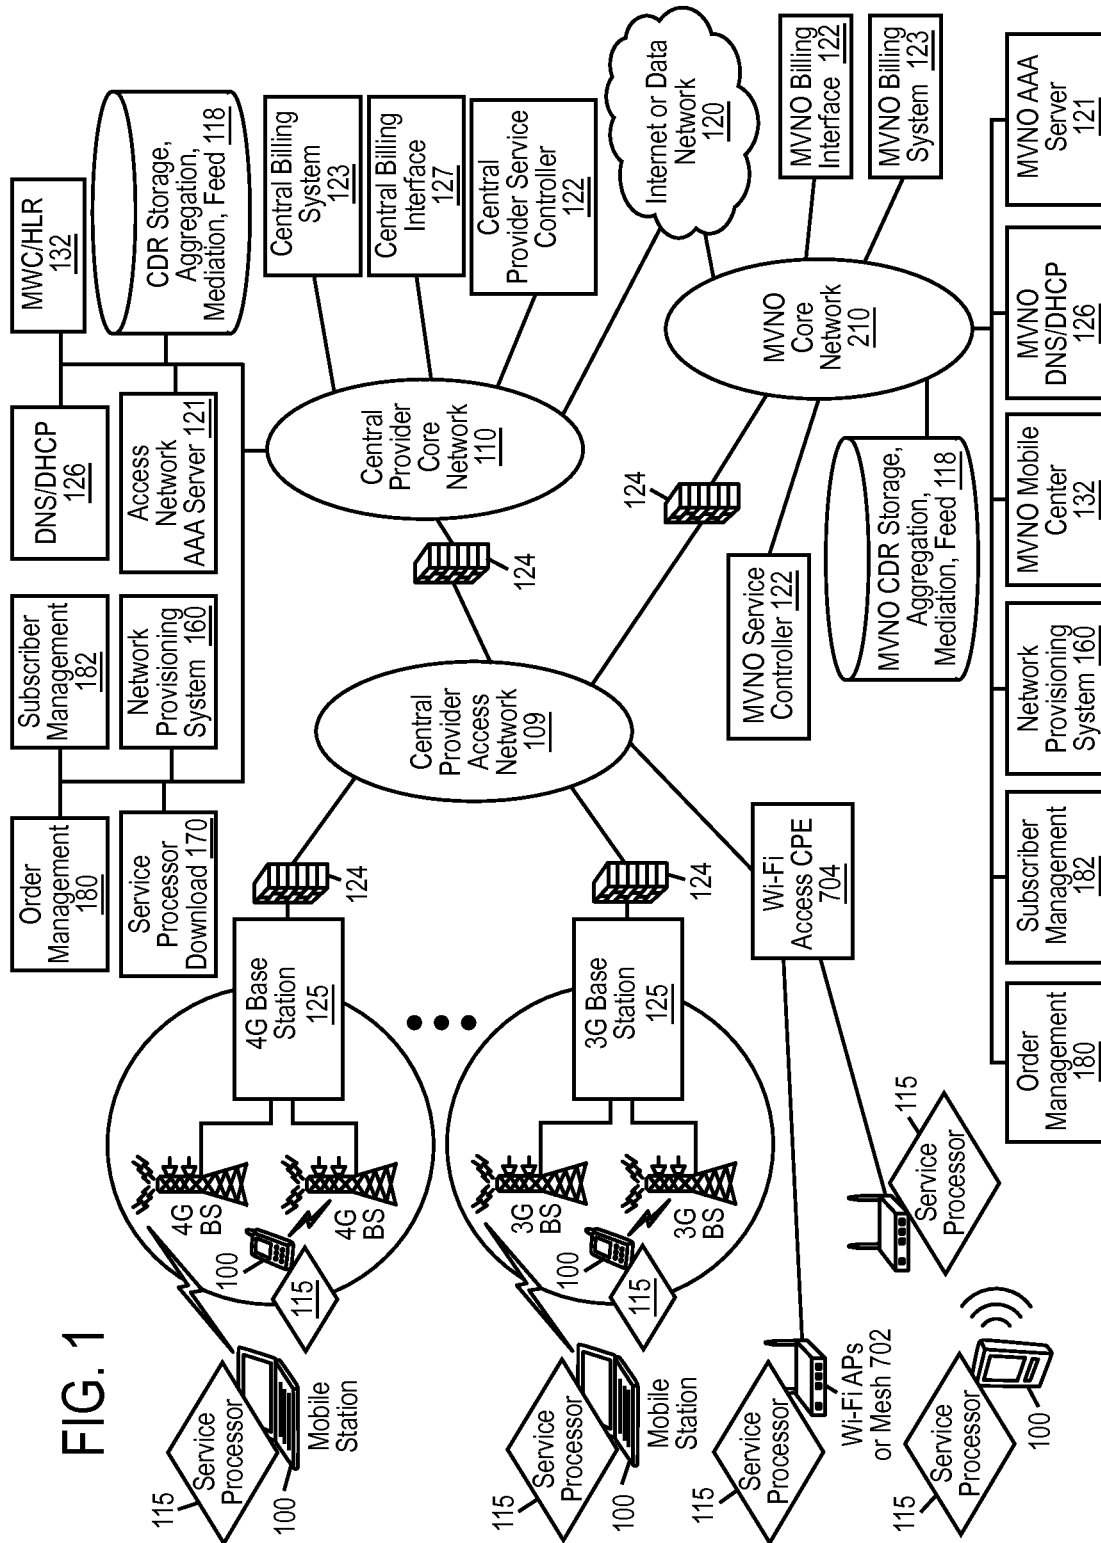 FIG. 1
Order
Management
180
Subscriber
Management
182
DNS/DHCP
126
MWC/HLR
132
Service
Processor
Download 170
Network
Provisioning
System 160
Access
Network
AAA Server 121
CDR Storage,
Aggregation,
Mediation, Feed 118
Central Billing
System
123
Central Billing
Interface
127
Central
Provider Service
Controller
122
115
Service
Processor
100
Mobile
Station
4G
BS
4G
BS
100
115
4G Base
Station
125
124
Central
Provider
Access
Network
109
124
Central
Provider
Core
Network
110
Internet or Data
Network
120
115
Service
Processor
100
Mobile
Station
3G
BS
3G
BS
100
115
3G Base
Station
125
124
124
MVNO Service
Controller 122
MVNO
Core
Network
210
MVNO Billing
Interface
122
MVNO Billing
System
123
115
Service
Processor
Wi-Fi APs
or Mesh 702
Wi-Fi
Access CPE
704
115
Service
Processor
MVNO CDR Storage,
Aggregation,
Mediation, Feed 118
115
Service
Processor
100
Order
Management
180
Subscriber
Management
182
Network
Provisioning
System 160
MVNO Mobile
Center
132
MVNO
DNS/DHCP
126
MVNO AAA
Server
121